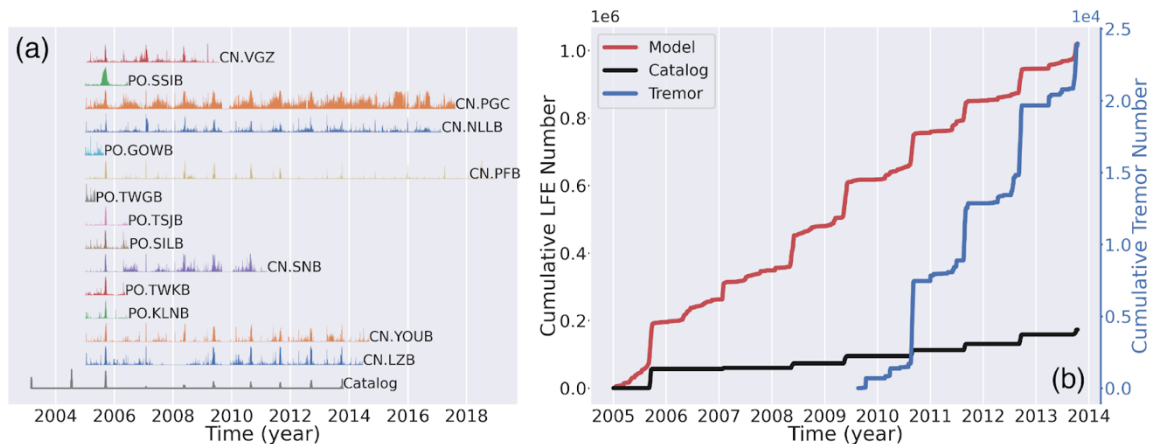 (a)
CN.VGZ
PO.SSIB
CN.PGC
CN.NLLB
PO.GOWB
CN.PFB
PO.TWGB
PO.TSJB
PO.SILB
CN.SNB
PO.TWKB
PO.KLNB
CN.YOUB
CN.LZB
Catalog
2004 2006 2008 2010 2012 2014 2016 2018
Time (year)
1e6
1e4
Model
Catalog
Tremor
(b)
Cumulative LFE Number
1.0
0.8
0.6
0.4
0.2
0.0
Cumulative Tremor Number
2.5
2.0
1.5
1.0
0.5
0.0
2005 2006 2007 2008 2009 2010 2011 2012 2013 2014
Time (year)